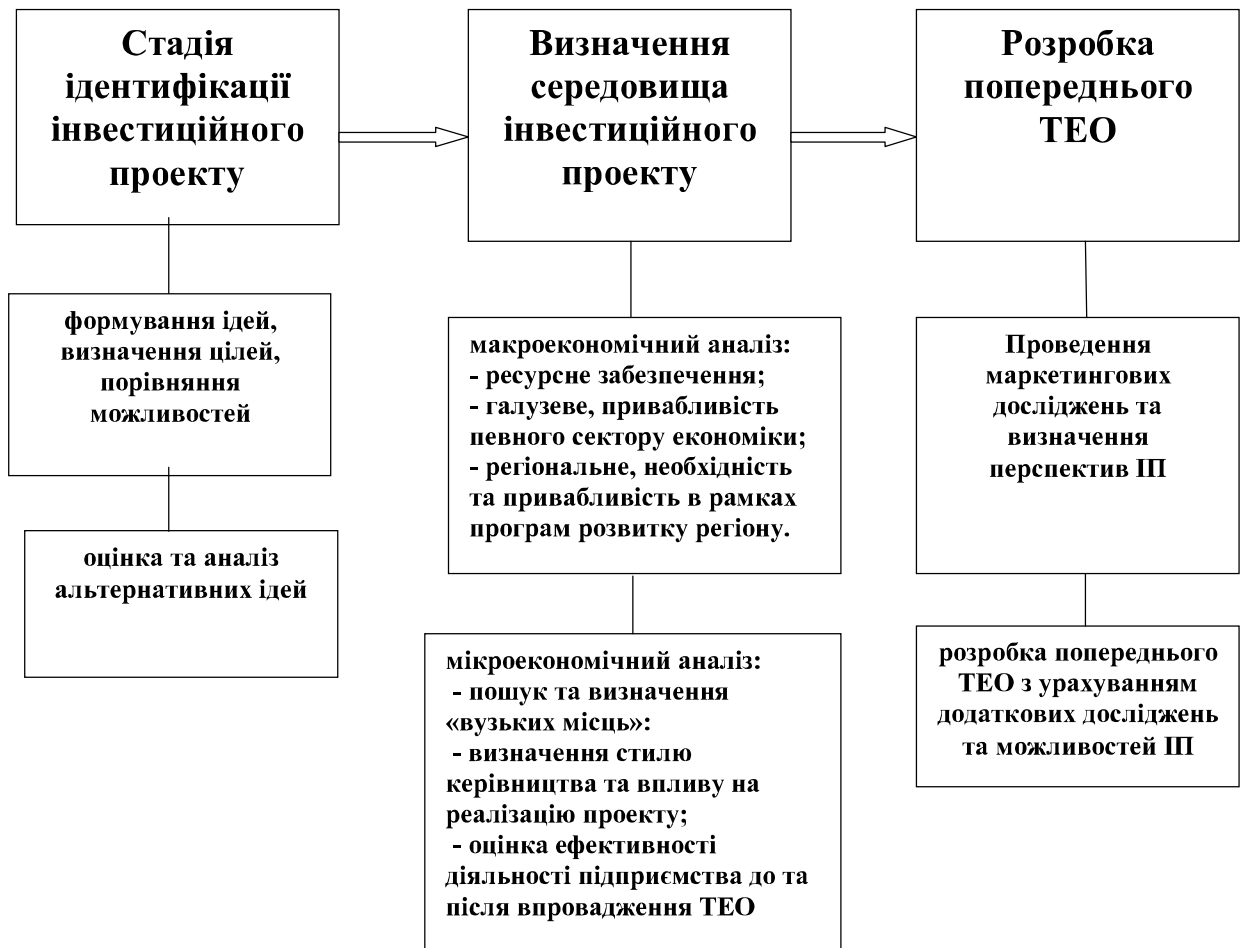 Стадія
ідентифікації
інвестиційного
проекту
Визначення
середовища
інвестиційного
проекту
Розробка
попереднього
ТЕО
формування ідей,
визначення цілей,
порівняння
можливостей
оцінка та аналіз
альтернативних ідей
макроекономічний аналіз:
- ресурсне забезпечення;
- галузеве, привабливість
певного сектору економіки;
- регіональне, необхідність
та привабливість в рамках
програм розвитку регіону.
мікроекономічний аналіз:
- пошук та визначення
«вузьких місць»:
- визначення стилю
керівництва та впливу на
реалізацію проекту;
- оцінка ефективності
діяльності підприємства до та
після впровадження ТЕО
Проведення
маркетингових
досліджень та
визначення
перспектив ІП
розробка попереднього
ТЕО з урахуванням
додаткових досліджень
та можливостей ІП